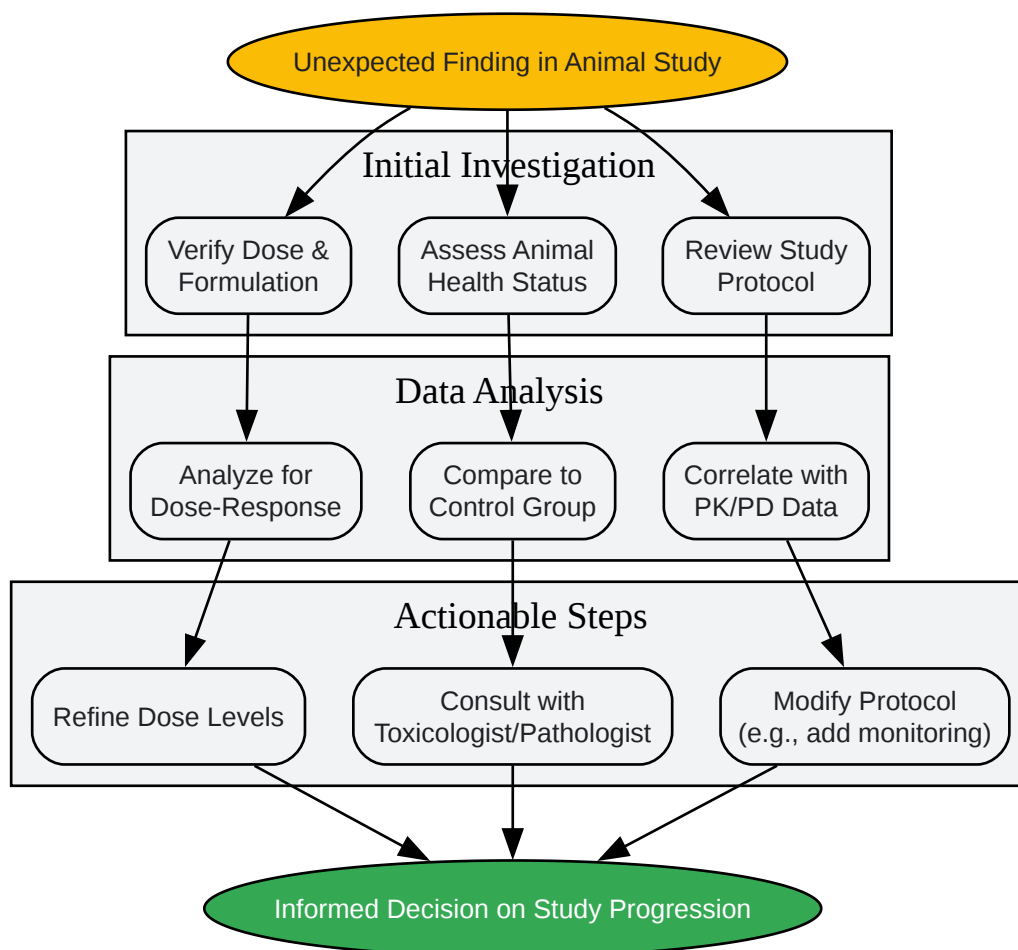 Unexpected Finding in Animal Study
Initial Investigation
Verify Dose &
Formulation
Assess Animal
Health Status
Review Study
Protocol
Data Analysis
Analyze for
Dose-Response
Compare to
Control Group
Correlate with
PK/PD Data
Actionable Steps
Refine Dose Levels
Consult with
Toxicologist/Pathologist
Modify Protocol
(e.g., add monitoring)
Informed Decision on Study Progression